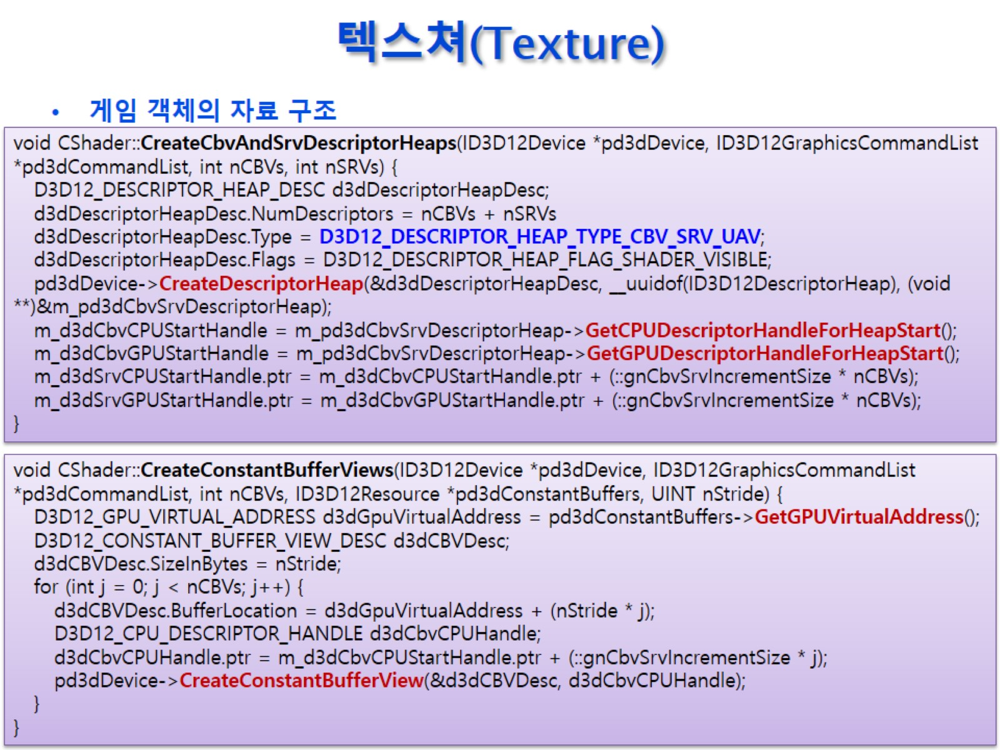 텍스쳐(Texture)
• 게임 객체의 자료 구조
void CShader::CreateCbvAndSrvDescriptorHeaps(ID3D12Device *pd3dDevice, ID3D12GraphicsCommandList
*pd3dCommandList, int nCBVs, int nSRVs) {
D3D12_DESCRIPTOR_HEAP_DESC d3dDescriptorHeapDesc;
d3dDescriptorHeapDesc.NumDescriptors = nCBVs + nSRVs
d3dDescriptorHeapDesc.Type = D3D12_DESCRIPTOR_HEAP_TYPE_CBV_SRV_UAV;
d3dDescriptorHeapDesc.Flags = D3D12_DESCRIPTOR_HEAP_FLAG_SHADER_VISIBLE;
pd3dDevice->CreateDescriptorHeap(&d3dDescriptorHeapDesc, __uuidof(ID3D12DescriptorHeap), (void
**)&m_pd3dCbvSrvDescriptorHeap);
m_d3dCbvCPUStartHandle = m_pd3dCbvSrvDescriptorHeap->GetCPUDescriptorHandleForHeapStart();
m_d3dCbvGPUStartHandle = m_pd3dCbvSrvDescriptorHeap->GetGPUDescriptorHandleForHeapStart();
m_d3dSrvCPUStartHandle.ptr = m_d3dCbvCPUStartHandle.ptr + (::gnCbvSrvIncrementSize * nCBVs);
m_d3dSrvGPUStartHandle.ptr = m_d3dCbvGPUStartHandle.ptr + (::gnCbvSrvIncrementSize * nCBVs);
}
void CShader::CreateConstantBufferViews(ID3D12Device *pd3dDevice, ID3D12GraphicsCommandList
*pd3dCommandList, int nCBVs, ID3D12Resource *pd3dConstantBuffers, UINT nStride) {
D3D12_GPU_VIRTUAL_ADDRESS d3dGpuVirtualAddress = pd3dConstantBuffers->GetGPUVirtualAddress();
D3D12_CONSTANT_BUFFER_VIEW_DESC d3dCBVDesc;
d3dCBVDesc.SizeInBytes = nStride;
for (int j = 0; j < nCBVs; j++) {
d3dCBVDesc.BufferLocation = d3dGpuVirtualAddress + (nStride * j);
D3D12_CPU_DESCRIPTOR_HANDLE d3dCbvCPUHandle;
d3dCbvCPUHandle.ptr = m_d3dCbvCPUStartHandle.ptr + (::gnCbvSrvIncrementSize * j);
pd3dDevice->CreateConstantBufferView(&d3dCBVDesc, d3dCbvCPUHandle);
}
}